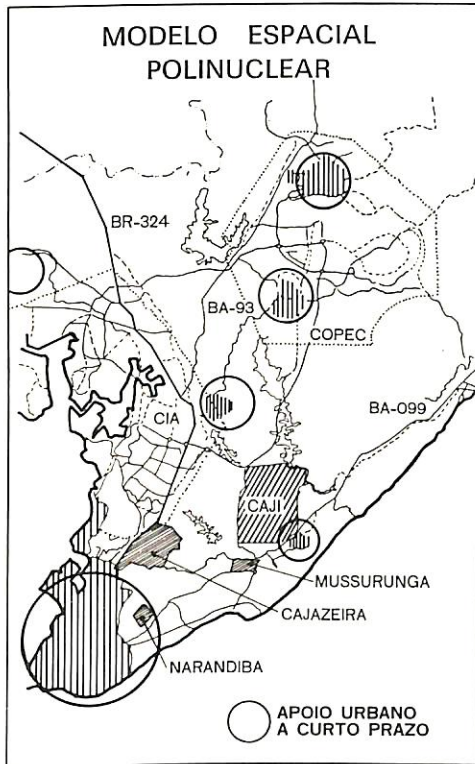 MODELO ESPACIAL
POLINUCLEAR
BR-324
BA-93
COPEC
BA-099
CIA
CAJI
MUSSURUNGA
CAJAZEIRA
NARANDIBA
APOIO URBANO
A CURTO PRAZO